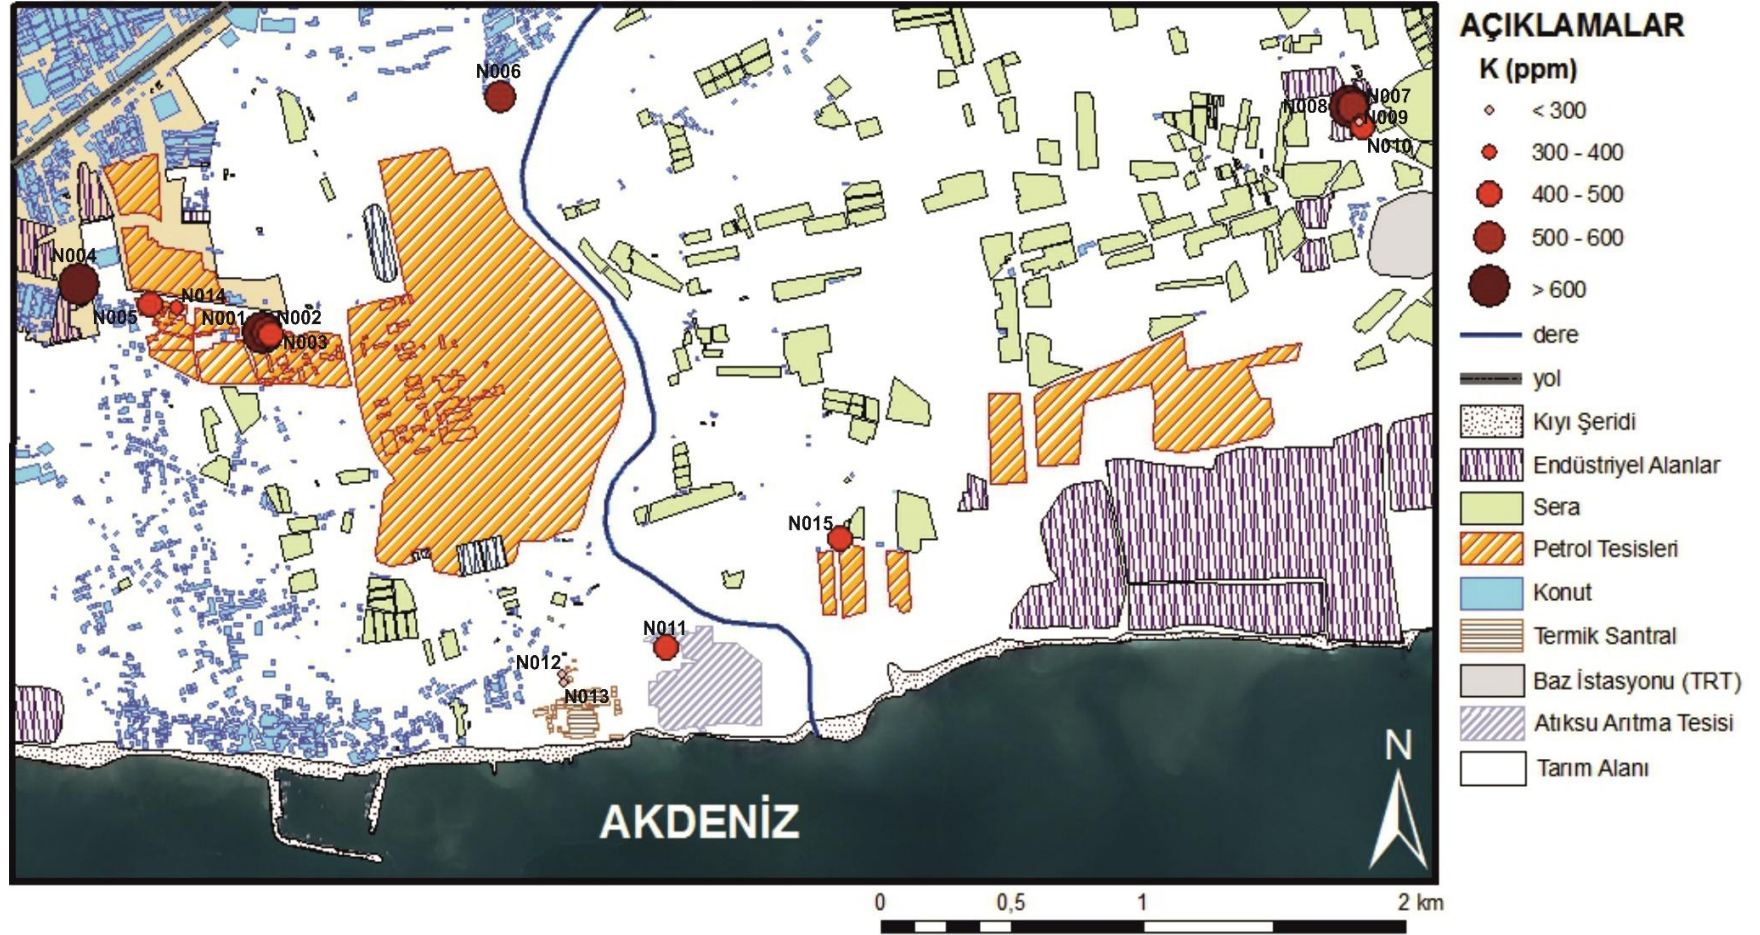 N006
N008
N007
N009
N010
N004
N005
N014
N001
N002
N003
N015
N011
N012
N013
AKDENİZ
N
0 0,5 1 2 km
AÇIKLAMALAR
K (ppm)
< 300
300 - 400
400 - 500
500 - 600
> 600
dere
yol
Kıyı Şeridi
Endüstriyel Alanlar
Sera
Petrol Tesisleri
Konut
Termik Santral
Baz İstasyonu (TRT)
Atıksu Arıtma Tesisi
Tarım Alanı